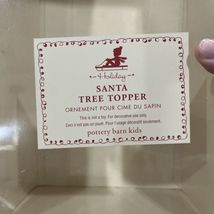 Holiday
SANTA
TREE TOPPER
ORNEMENT POUR CIME DU SAPIN
This is not a toy. For decorative use only.
Ceci n'est pas un jouet. Pour l'usage décoratif seulement.
pottery barn kids